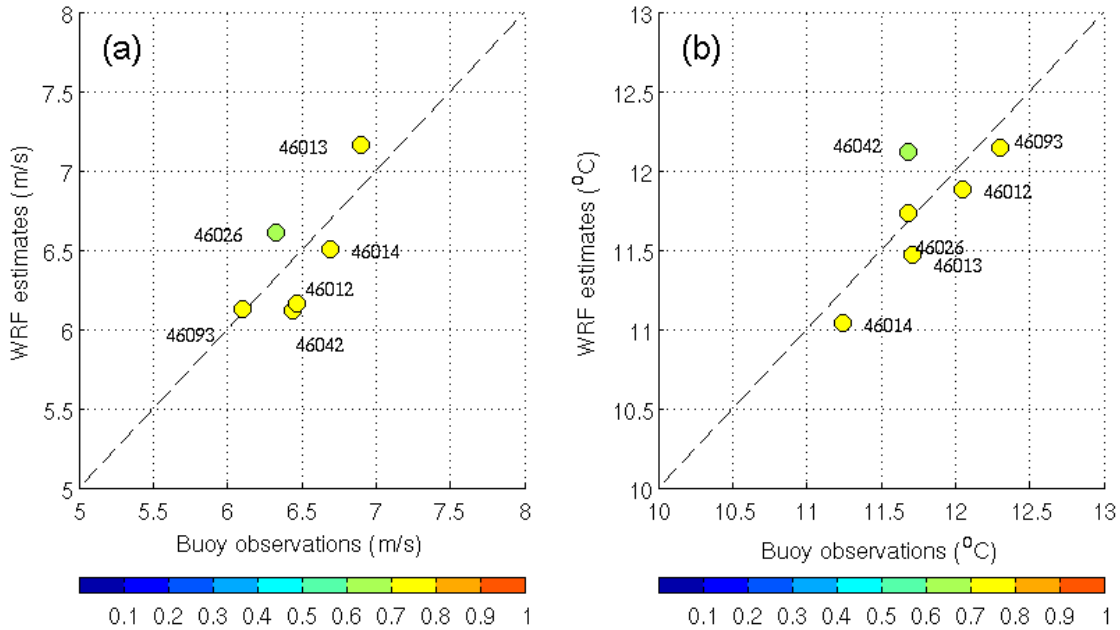 (a)
8
7.5
7
6.5
6
5.5
5
WRF estimates (m/s)
46013
46026
46014
46012
46093
46042
5 5.5 6 6.5 7 7.5 8
Buoy observations (m/s)
0.1 0.2 0.3 0.4 0.5 0.6 0.7 0.8 0.9 1
(b)
13
12.5
12
11.5
11
10.5
10
WRF estimates (⁰C)
46042
46093
46012
46026
46013
46014
10 10.5 11 11.5 12 12.5 13
Buoy observations (⁰C)
0.1 0.2 0.3 0.4 0.5 0.6 0.7 0.8 0.9 1